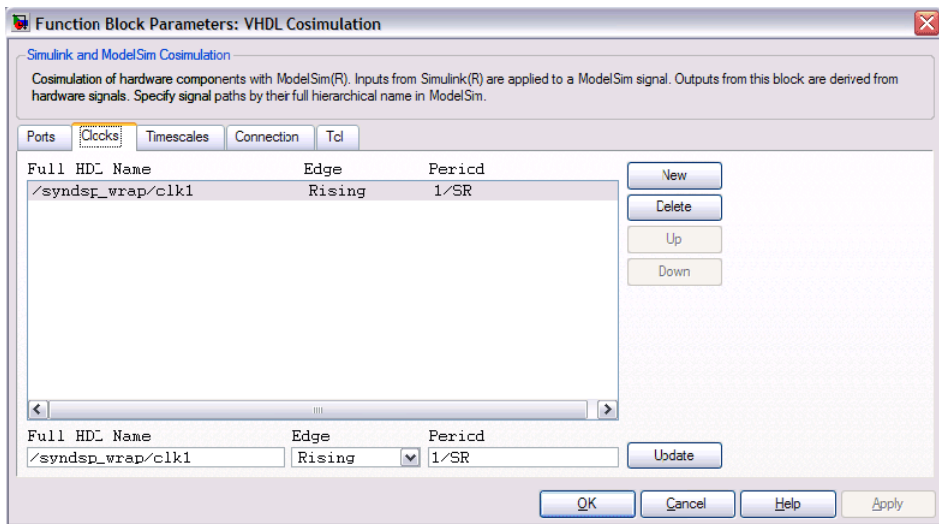 Function Block Parameters: VHDL Cosimulation
Simulink and ModelSim Cosimulation
Cosimulation of hardware components with ModelSim(R). Inputs from Simulink(R) are applied to a ModelSim signal. Outputs from this block are derived from
hardware signals. Specify signal paths by their full hierarchical name in ModelSim.
Ports Clocks Timescales Connection Tcl
Full HDL Name Edge Period
/syndsp_wrap/clk1 Rising 1/SR
New
Delete
Up
Down
Full HDL Name Edge Period
/syndsp_wrap/clk1 Rising 1/SR Update
OK Cancel Help Apply